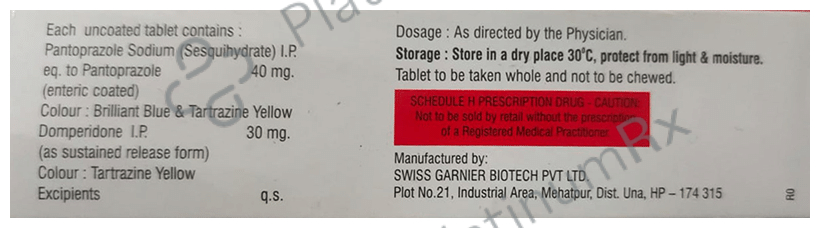 Each uncoated tablet contains :
Pantoprazole Sodium (Sesquihydrate) I.P.
eq. to Pantoprazole 40 mg.
(enteric coated)
Colour : Brilliant Blue & Tartrazine Yellow
Domperidone I.P. 30 mg.
(as sustained release form)
Colour : Tartrazine Yellow
Excipients q.s.
Dosage : As directed by the Physician.
Storage : Store in a dry place 30°C, protect from light & moisture.
Tablet to be taken whole and not to be chewed.
SCHEDULE H PRESCRIPTION DRUG - CAUTION:
Not to be sold by retail without the prescription
of a Registered Medical Practitioner.
Manufactured by:
SWISS GARNIER BIOTECH PVT LTD.
Plot No.21, Industrial Area, Mehatpur, Dist. Una, HP – 174 315
R0
PlatinumRx